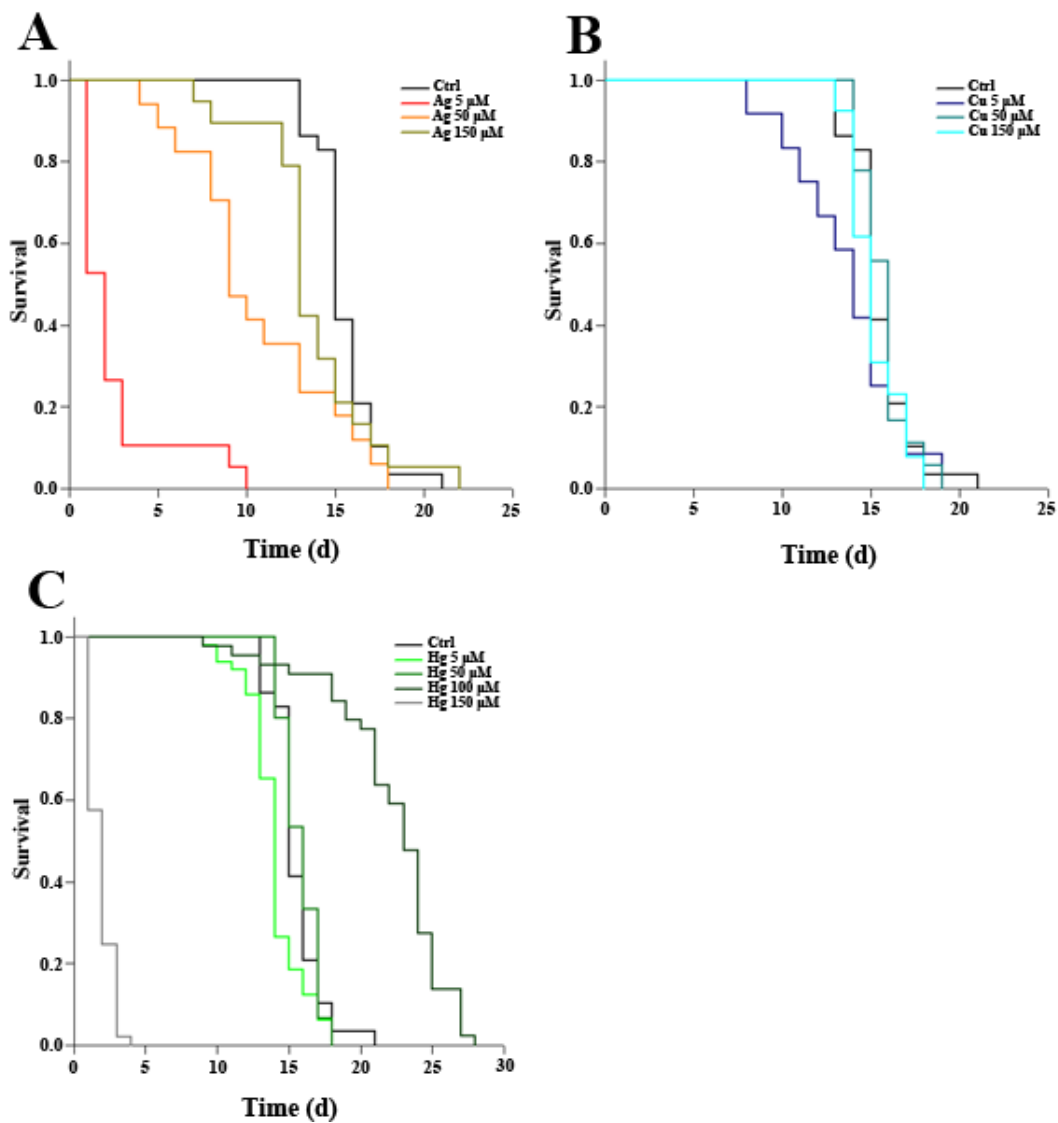 A
1.0
0.8
0.6
0.4
0.2
0.0
Survival
0 5 10 15 20 25
Time (d)
Ctrl
Ag 5 µM
Ag 50 µM
Ag 150 µM
B
1.0
0.8
0.6
0.4
0.2
0.0
Survival
0 5 10 15 20 25
Time (d)
Ctrl
Cu 5 µM
Cu 50 µM
Cu 150 µM
C
1.0
0.8
0.6
0.4
0.2
0.0
Survival
0 5 10 15 20 25 30
Time (d)
Ctrl
Hg 5 µM
Hg 50 µM
Hg 100 µM
Hg 150 µM